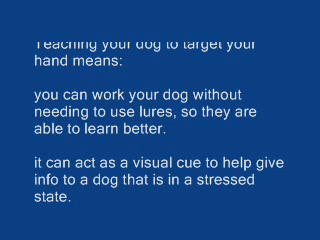 Teaching your dog to target your
hand means:
you can work your dog without
needing to use lures, so they are
able to learn better.
it can act as a visual cue to help give
info to a dog that is in a stressed
state.